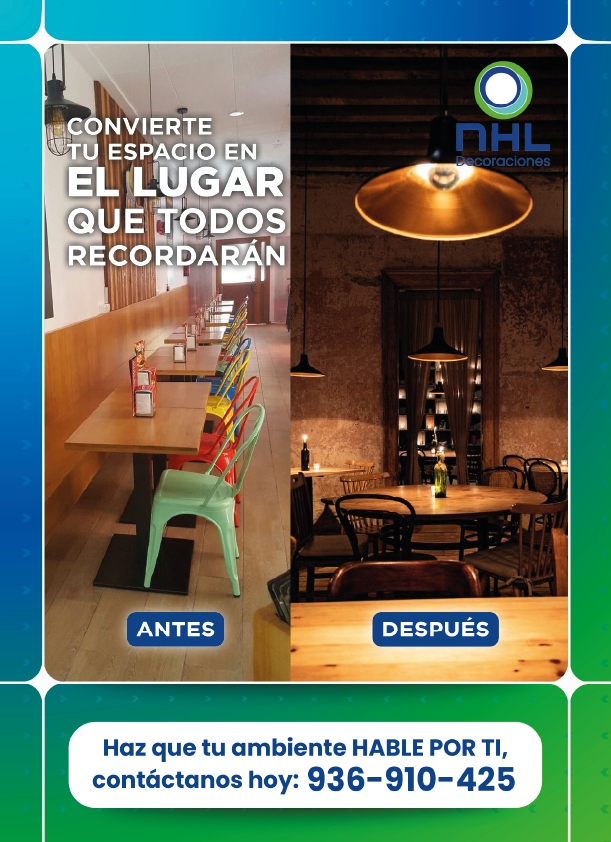 CONVIERTE
TU ESPACIO EN
EL LUGAR
QUE TODOS
RECORDARÁN
NHL
Decoraciones
ANTES
DESPUÉS
Haz que tu ambiente HABLE POR TI,
contáctanos hoy: 936-910-425